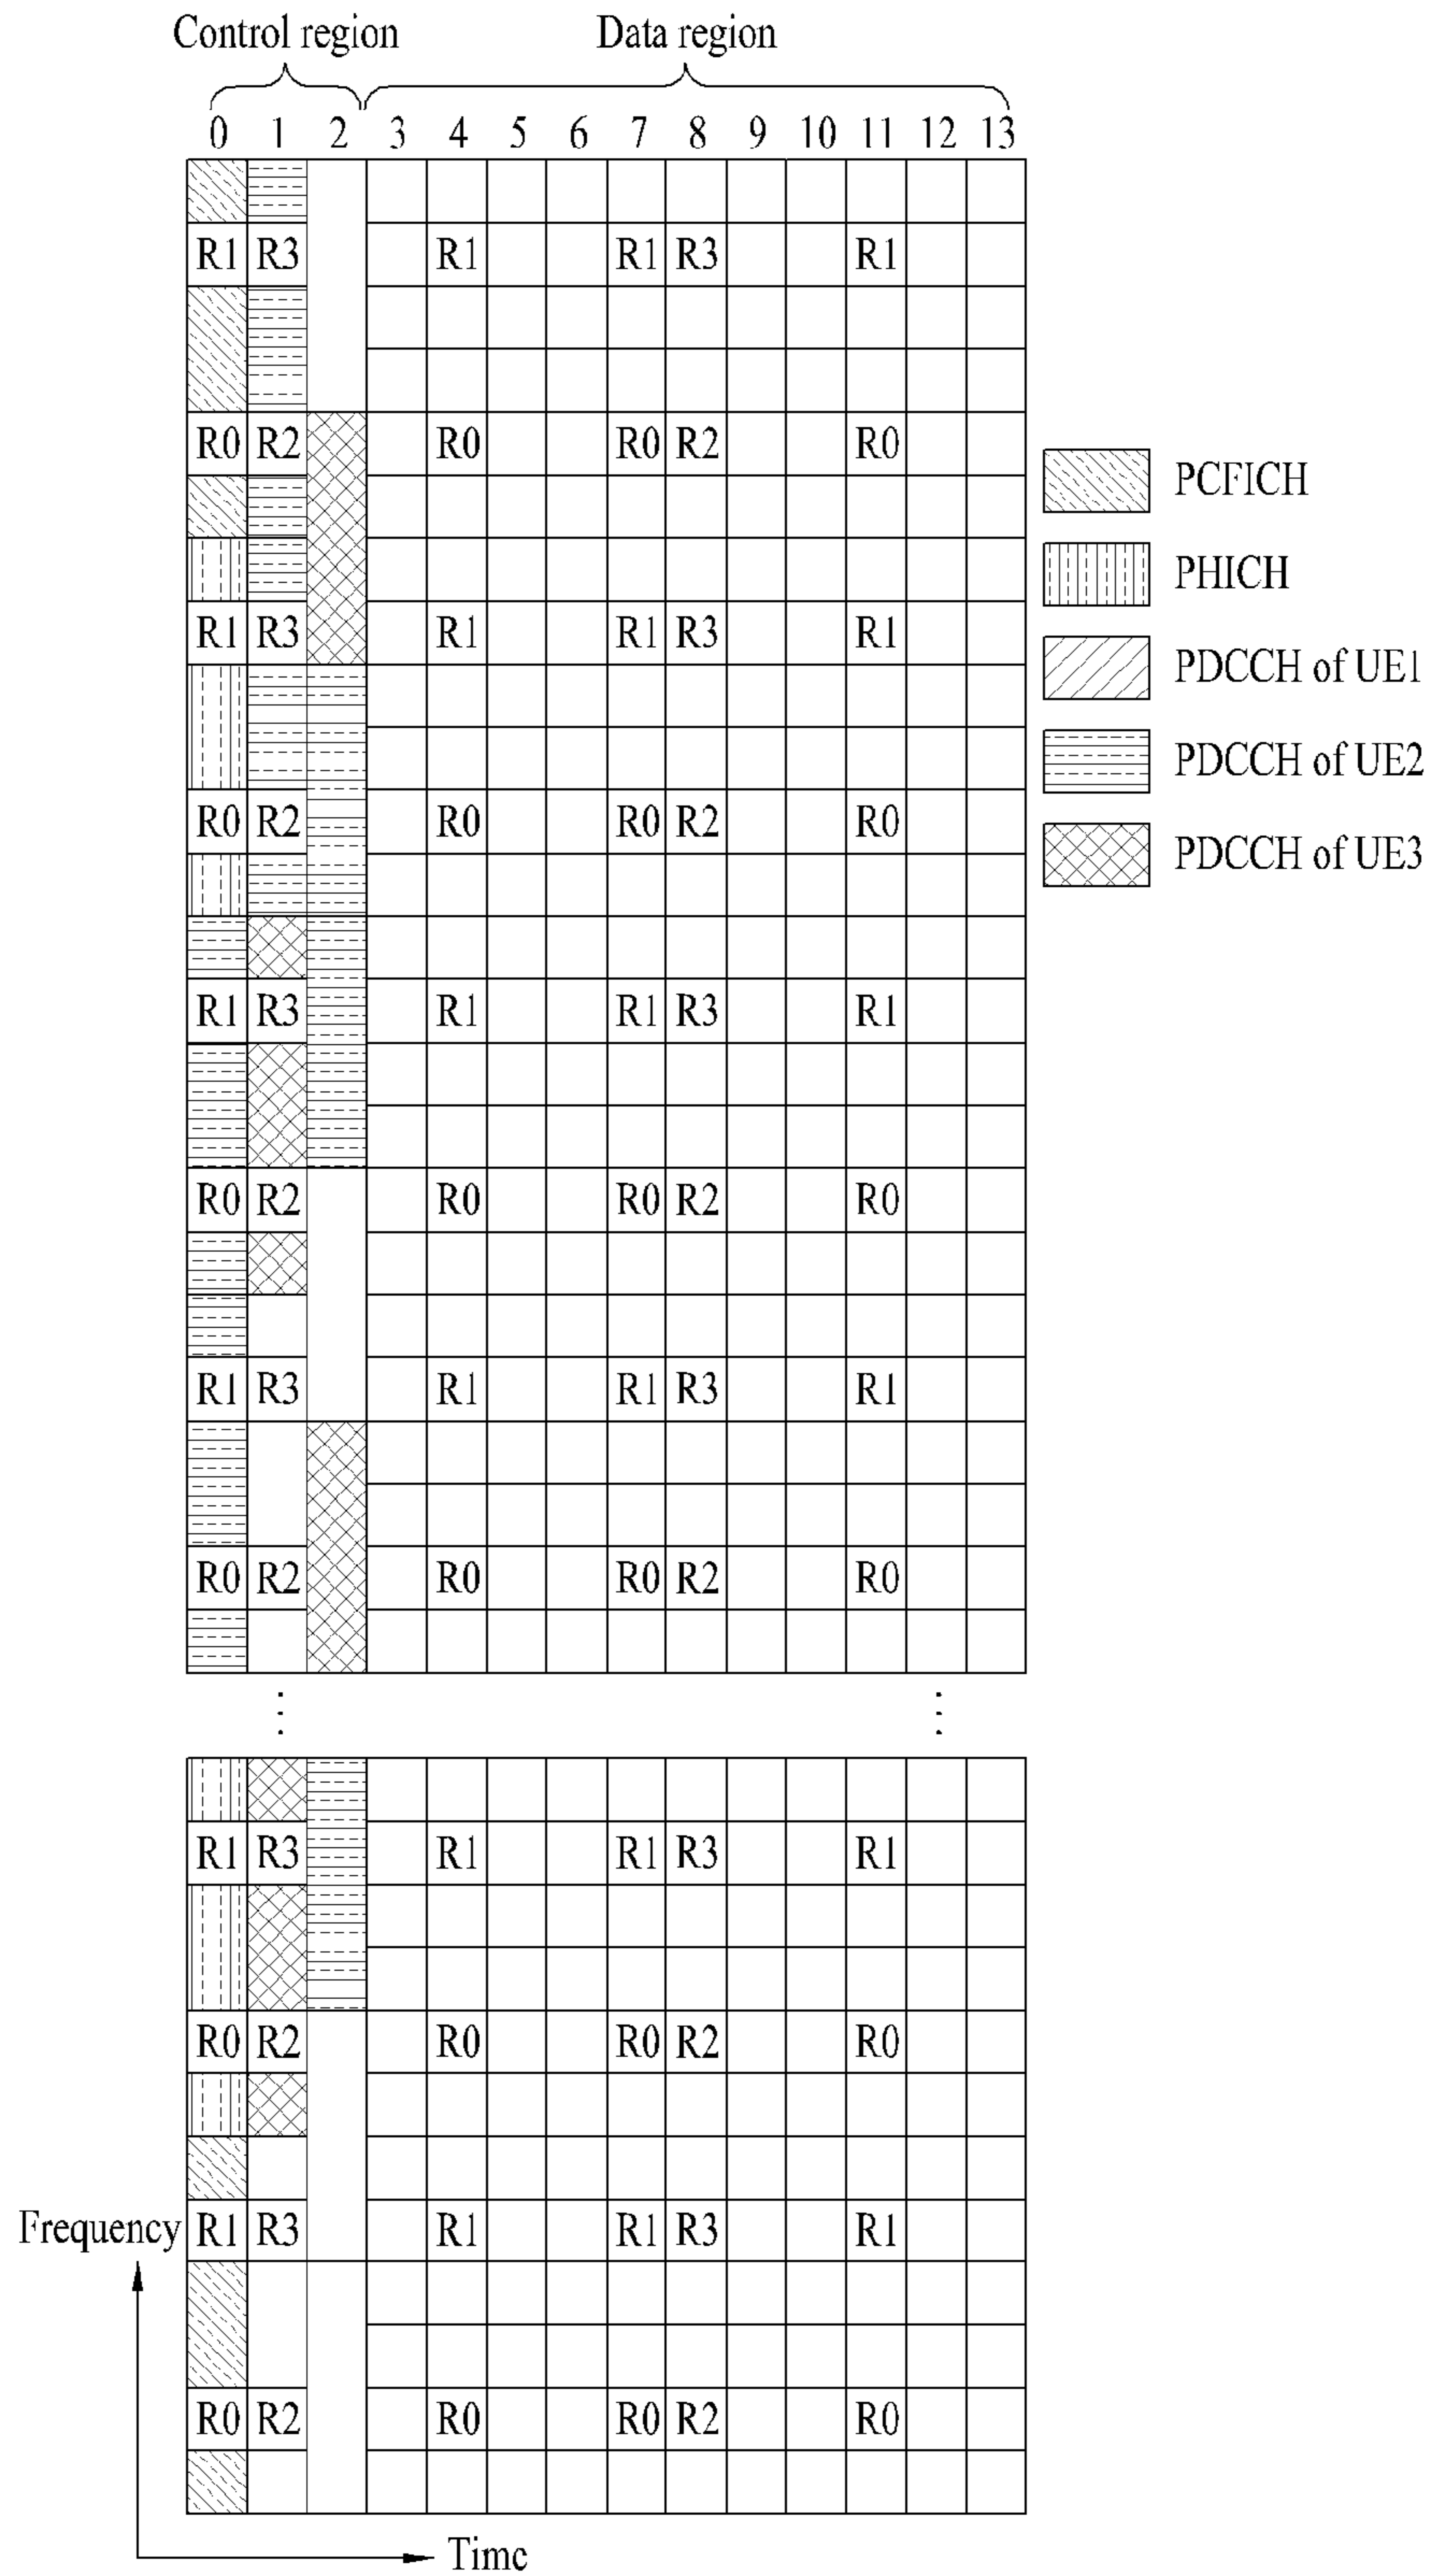 Control region Data region
0 1 2 3 4 5 6 7 8 9 10 11 12 13
R1 R3 R1 R1 R3 R1
R0 R2 R0 R0 R2 R0
PCFICH
PHICH
R1 R3 R1 R1 R3 R1
PDCCH of UE1
PDCCH of UE2
R0 R2 R0 R0 R2 R0
PDCCH of UE3
R1 R3 R1 R1 R3 R1
R0 R2 R0 R0 R2 R0
R1 R3 R1 R1 R3 R1
R0 R2 R0 R0 R2 R0
R1 R3 R1 R1 R3 R1
R0 R2 R0 R0 R2 R0
Frequency R1 R3 R1 R1 R3 R1
R0 R2 R0 R0 R2 R0
Time